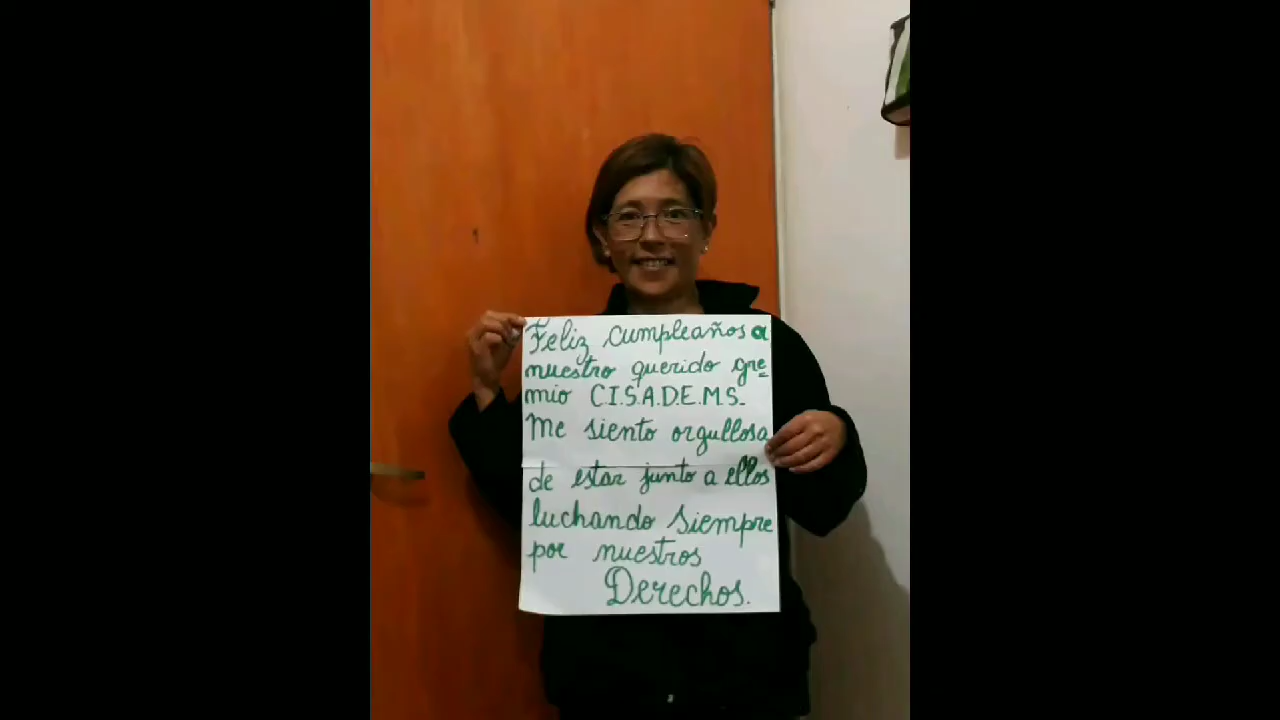 Feliz cumpleaños a
nuestro querido gre=
mio C.I.S.A.D.E.M.S.
Me siento orgullosa
de estar junto a ellos
luchando siempre
por nuestros
Derechos.